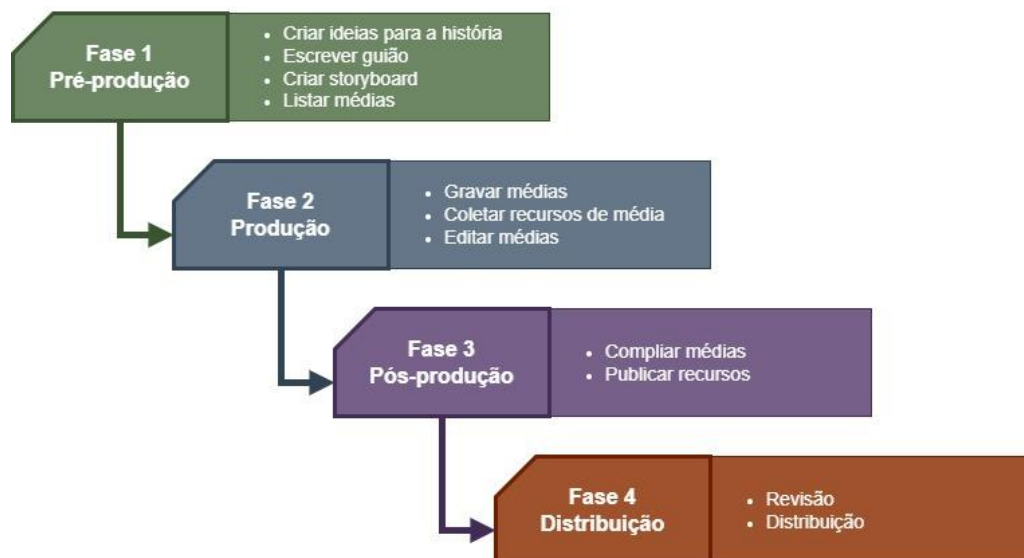 Fase 1
Pré-produção
• Criar ideias para a história
• Escrever guião
• Criar storyboard
• Listar médias
Fase 2
Produção
• Gravar médias
• Coletar recursos de média
• Editar médias
Fase 3
Pós-produção
• Compliar médias
• Publicar recursos
Fase 4
Distribuição
• Revisão
• Distribuição